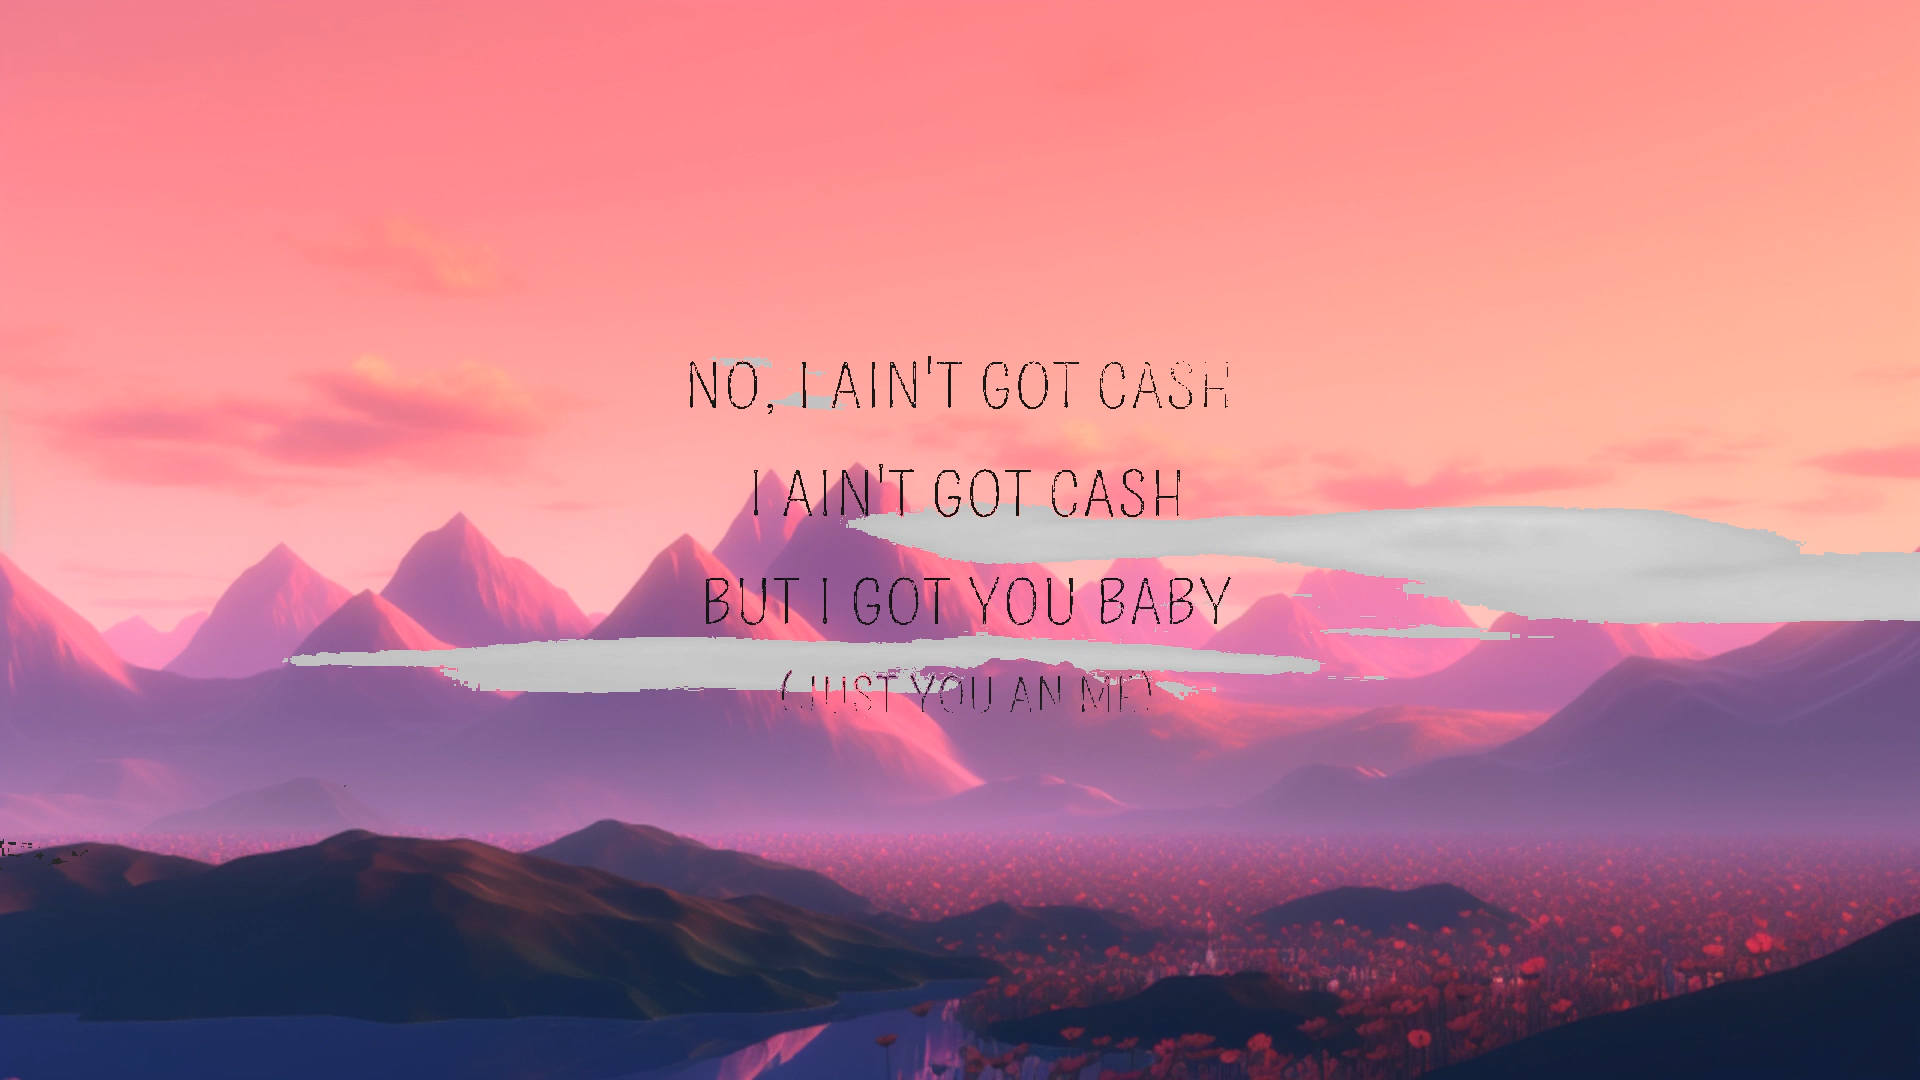 NO, I AIN'T GOT CASH
I AIN'T GOT CASH
BUT I GOT YOU BABY
(JUST YOU AN ME)